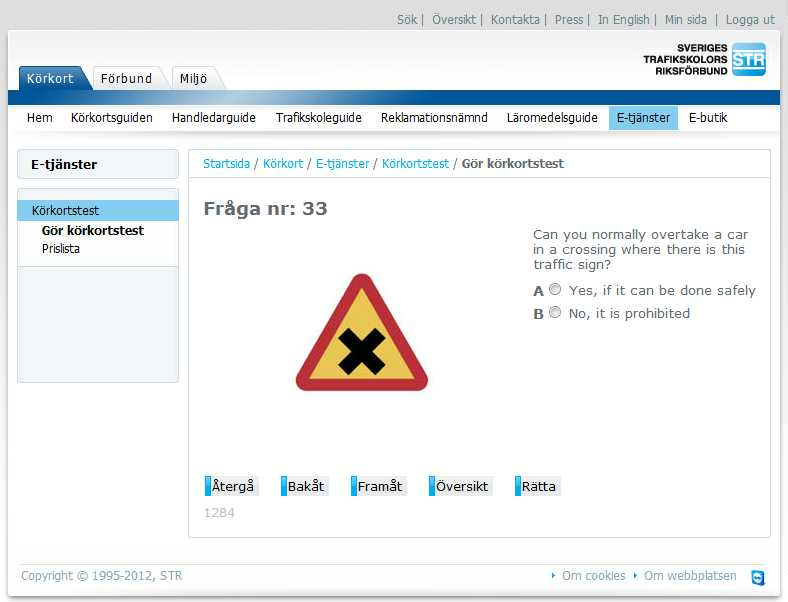 Sök | Översikt | Kontakta | Press | In English | Min sida | Logga ut
SVERIGES
TRAFIKSKOLORS
RIKSFÖRBUND
STR
Körkort Förbund Miljö
Hem Körkortsguiden Handledarguide Trafikskoleguide Reklamationsnämnd Läromedelsguide E-tjänster E-butik
E-tjänster
Körkortstest
Gör körkortstest
Prislista
Startsida / Körkort / E-tjänster / Körkortstest / Gör körkortstest
Fråga nr: 33
Can you normally overtake a car
in a crossing where there is this
traffic sign?
A Yes, if it can be done safely
B No, it is prohibited
Återgå Bakåt Framåt Översikt Rätta
1284
Copyright © 1995-2012, STR
Om cookies Om webbplatsen